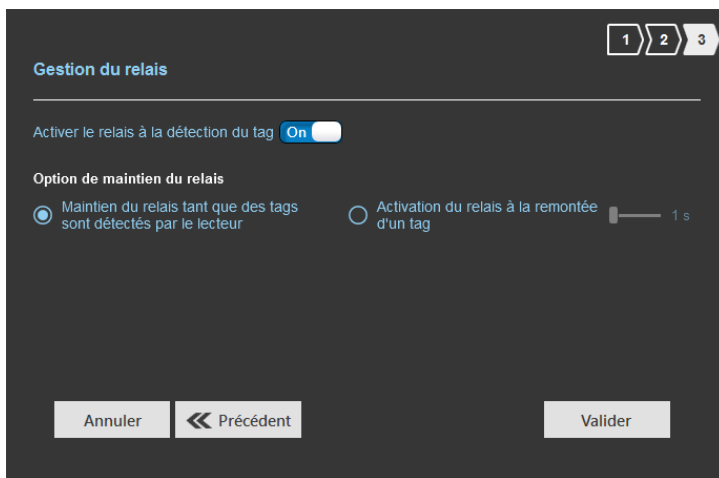 1 2 3
Gestion du relais
Activer le relais à la détection du tag On
Option de maintien du relais
Maintien du relais tant que des tags
sont détectés par le lecteur
Activation du relais à la remontée
d'un tag
1 s
Annuler
Précédent
Valider